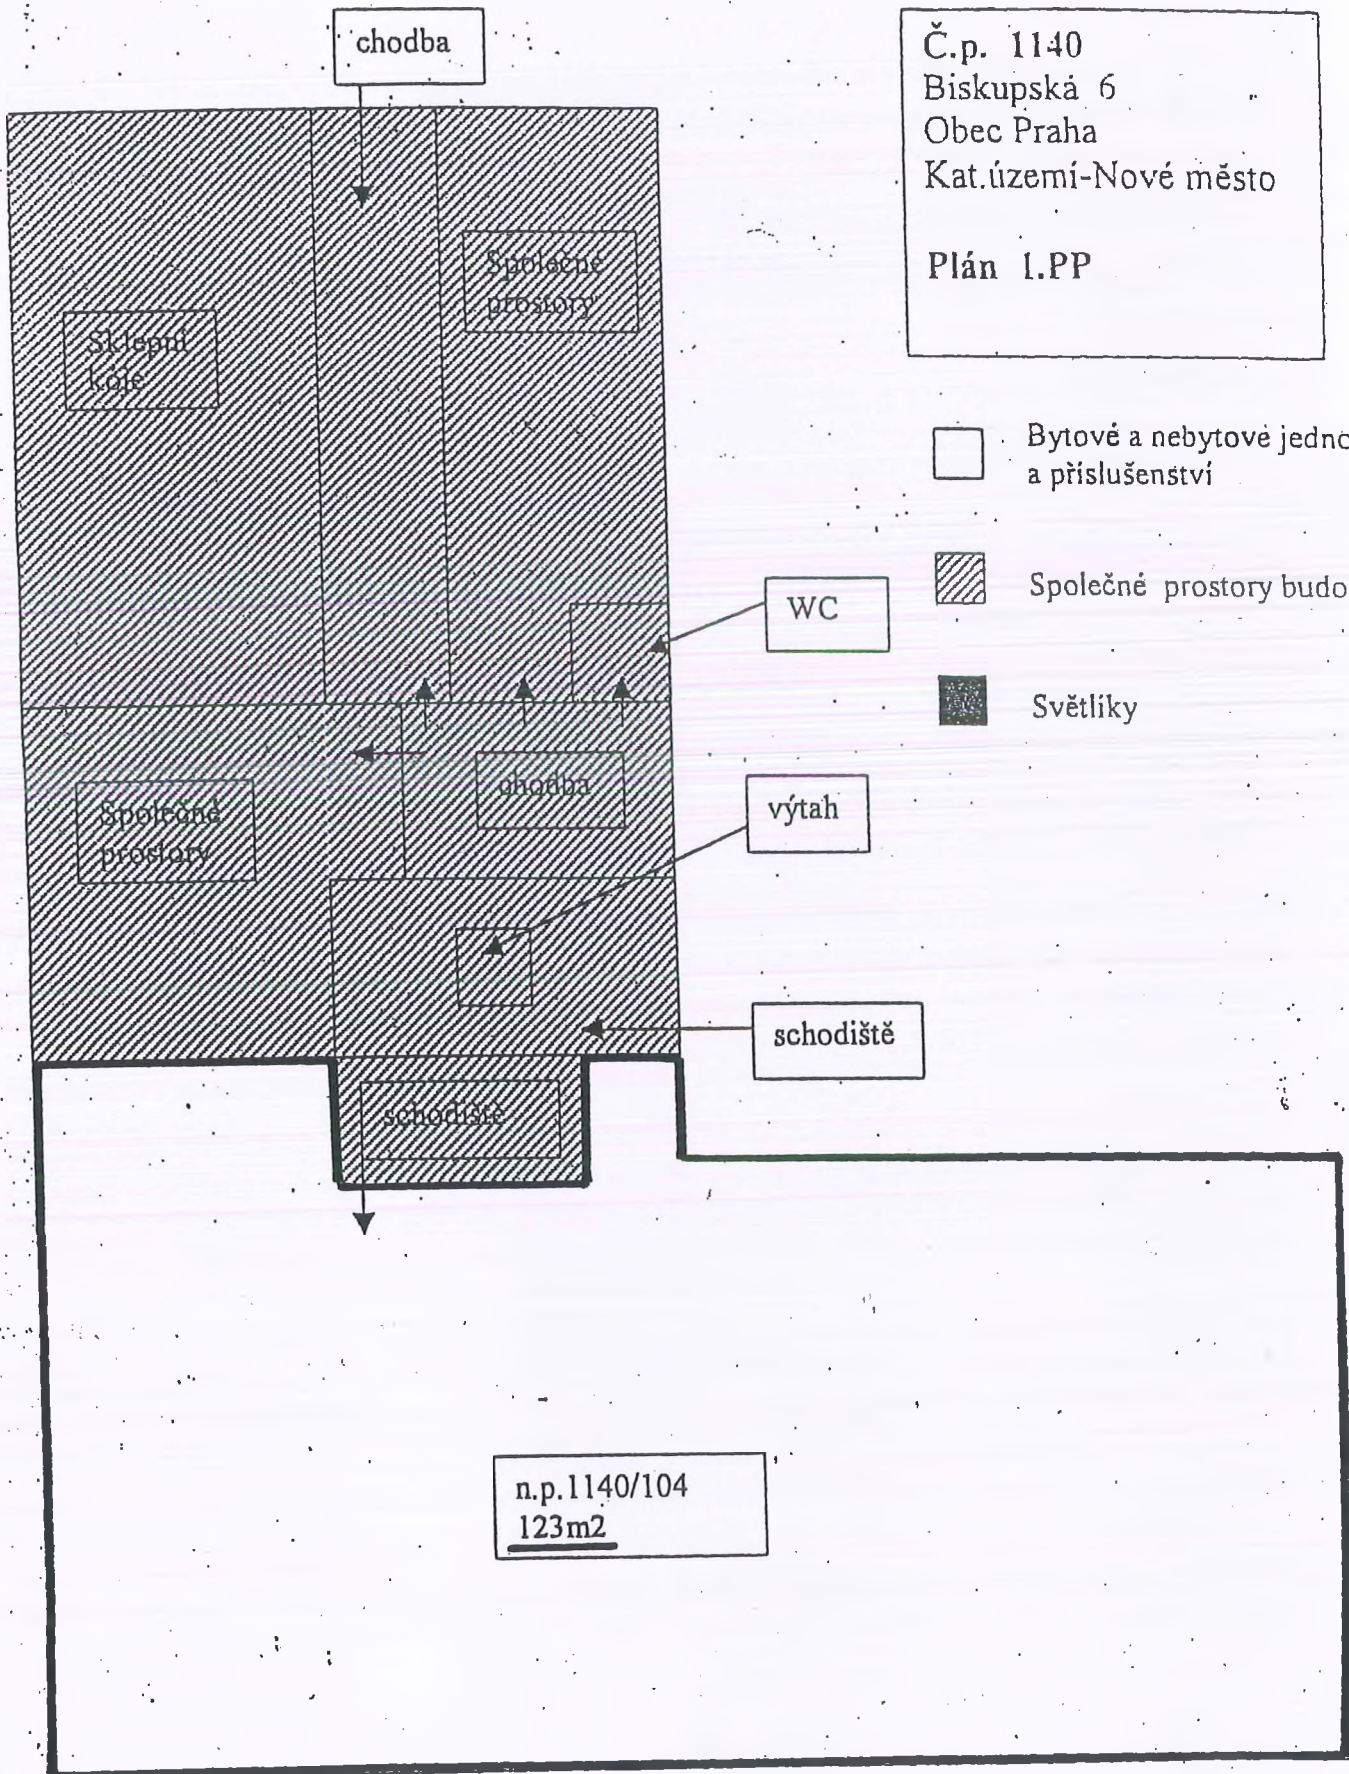 chodba
Č.p. 1140
Biskupská 6
Obec Praha
Kat.území-Nové město
Plán 1.PP
Společné
prostory
Sklepní
kóje
Bytové a nebytové jedno
a příslušenství
Společné prostory budo
Světlíky
WC
chodba
Společné
prostory
výtah
schodiště
schodiště
n.p.1140/104
123m2